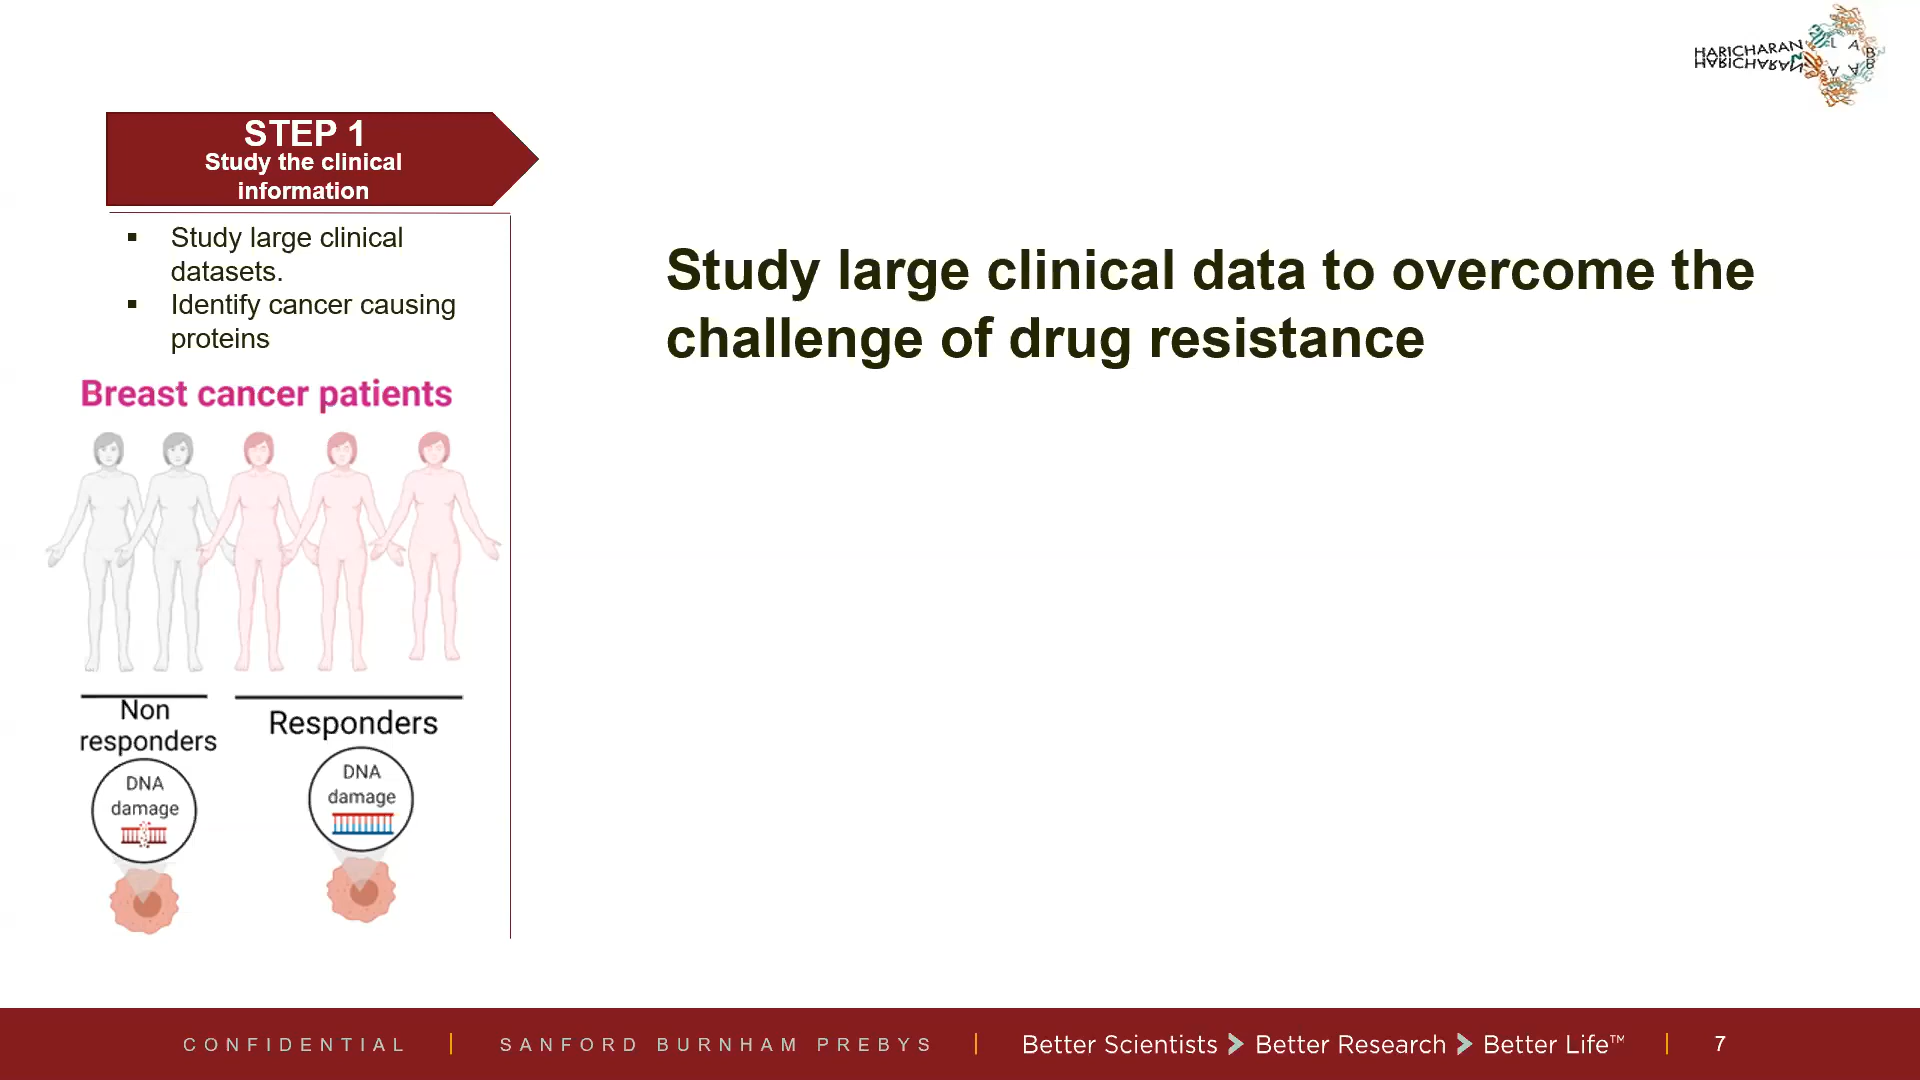 HARICHARAN
L A B
STEP 1
Study the clinical
information
▪ Study large clinical
datasets.
▪ Identify cancer causing
proteins
Study large clinical data to overcome the
challenge of drug resistance
Breast cancer patients
Non
responders
Responders
DNA
damage
DNA
damage
CONFIDENTIAL | SANFORD BURNHAM PREBYS | Better Scientists > Better Research > Better Life™ | 7